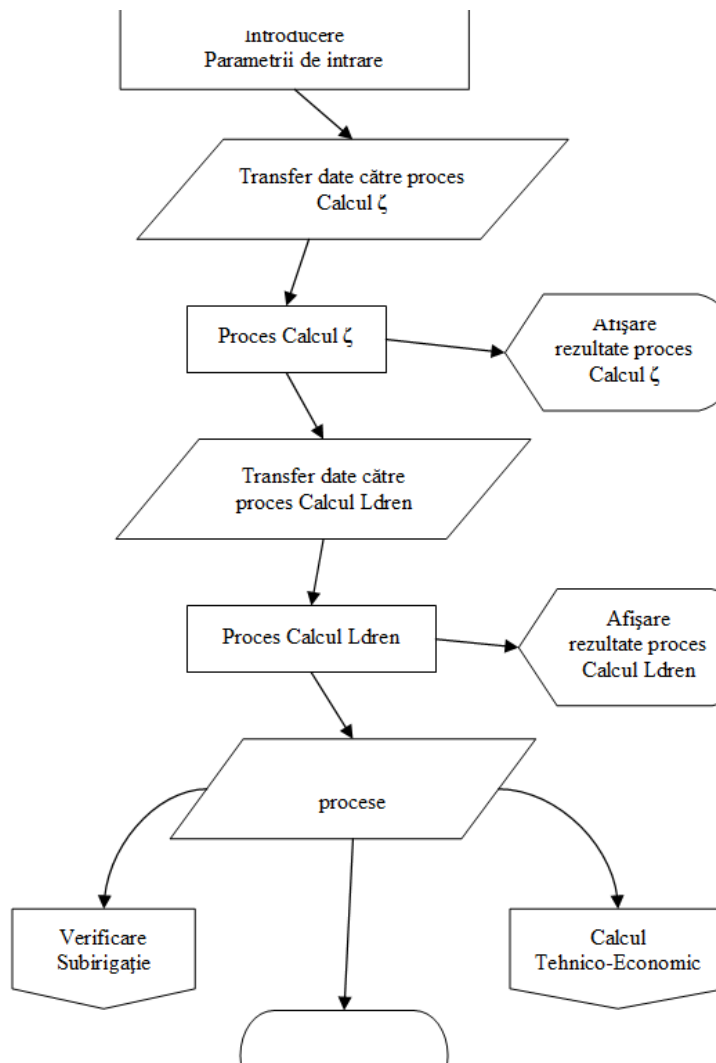 Introducere
Parametrii de intrare
Transfer date către proces
Calcul ζ
Proces Calcul ζ
Afişare
rezultate proces
Calcul ζ
Transfer date către
proces Calcul Ldren
Proces Calcul Ldren
Afişare
rezultate proces
Calcul Ldren
procese
Verificare
Subirigaţie
Calcul
Tehnico-Economic